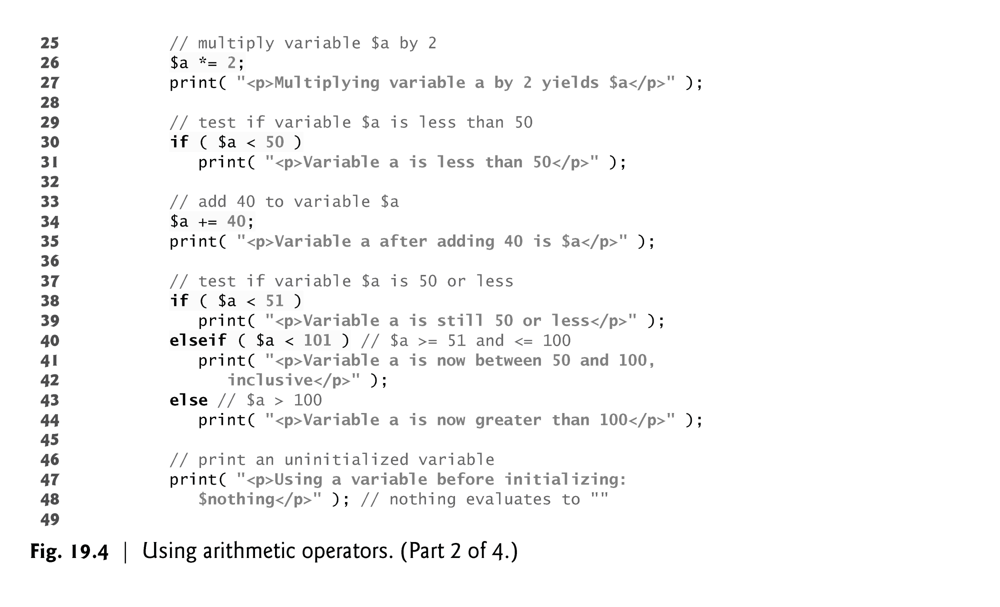 25 // multiply variable $a by 2
26 $a *= 2;
27 print( "<p>Multiplying variable a by 2 yields $a</p>" );
28
29 // test if variable $a is less than 50
30 if ( $a < 50 )
31 print( "<p>Variable a is less than 50</p>" );
32
33 // add 40 to variable $a
34 $a += 40;
35 print( "<p>Variable a after adding 40 is $a</p>" );
36
37 // test if variable $a is 50 or less
38 if ( $a < 51 )
39 print( "<p>Variable a is still 50 or less</p>" );
40 elseif ( $a < 101 ) // $a >= 51 and <= 100
41 print( "<p>Variable a is now between 50 and 100,
42 inclusive</p>" );
43 else // $a > 100
44 print( "<p>Variable a is now greater than 100</p>" );
45
46 // print an uninitialized variable
47 print( "<p>Using a variable before initializing:
48 $nothing</p>" ); // nothing evaluates to ""
49
Fig. 19.4 | Using arithmetic operators. (Part 2 of 4.)